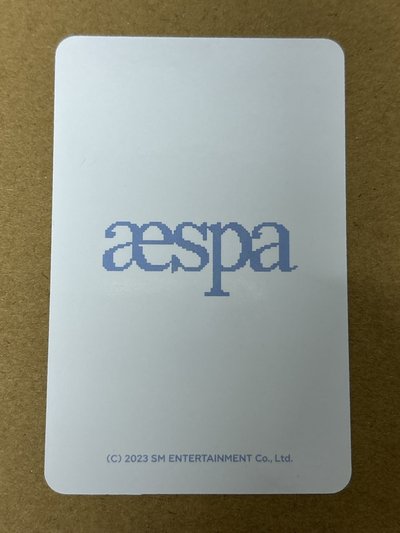 æspa
(C) 2023 SM ENTERTAINMENT Co., Ltd.